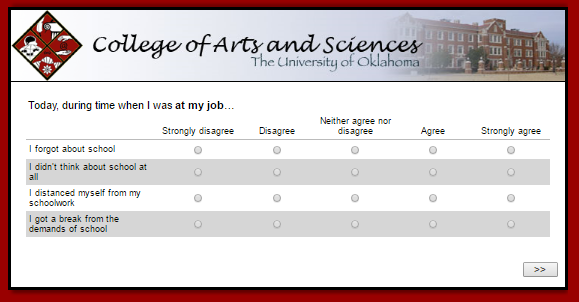 College of Arts and Sciences
The University of Oklahoma
Today, during time when I was at my job…
Strongly disagree Disagree Neither agree nor disagree Agree Strongly agree
I forgot about school
I didn't think about school at
all
I distanced myself from my
schoolwork
I got a break from the
demands of school
>>